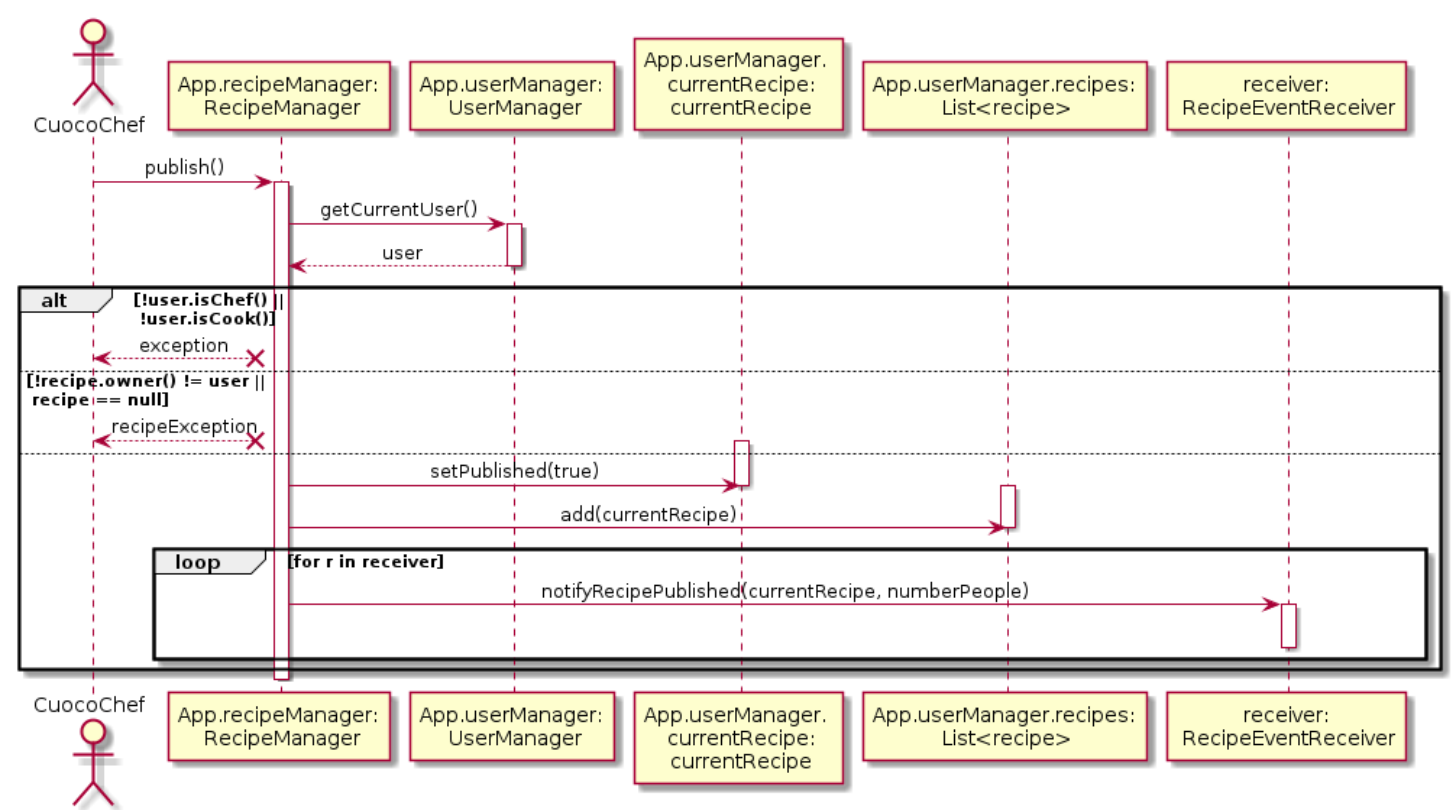 CuocoChef
App.recipeManager:
RecipeManager
App.userManager:
UserManager
App.userManager.
currentRecipe:
currentRecipe
App.userManager.recipes:
List<recipe>
receiver:
RecipeEventReceiver
publish()
getCurrentUser()
user
alt
[!user.isChef() ||
!user.isCook()]
exception
[!recipe.owner() != user ||
recipe == null]
recipeException
setPublished(true)
add(currentRecipe)
loop
[for r in receiver]
notifyRecipePublished(currentRecipe, numberPeople)
CuocoChef
App.recipeManager:
RecipeManager
App.userManager:
UserManager
App.userManager.
currentRecipe:
currentRecipe
App.userManager.recipes:
List<recipe>
receiver:
RecipeEventReceiver